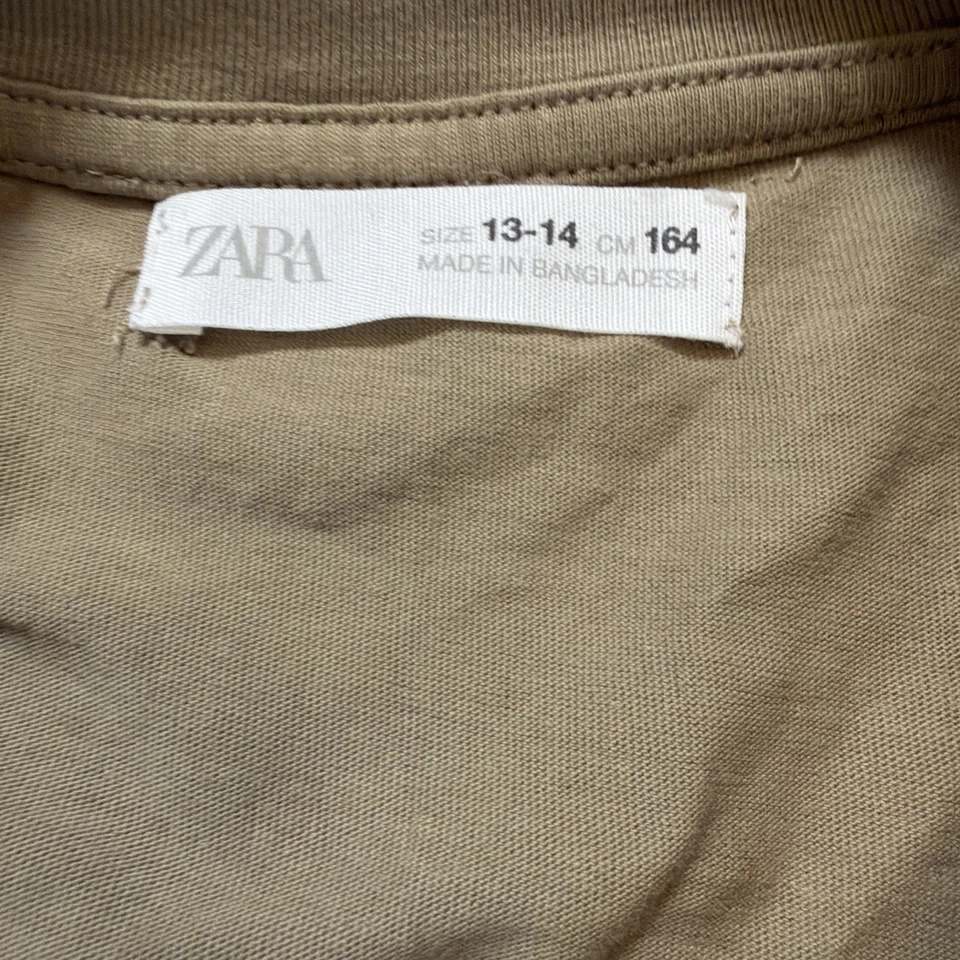 ZARA
SIZE 13-14 CM 164
MADE IN BANGLADESH